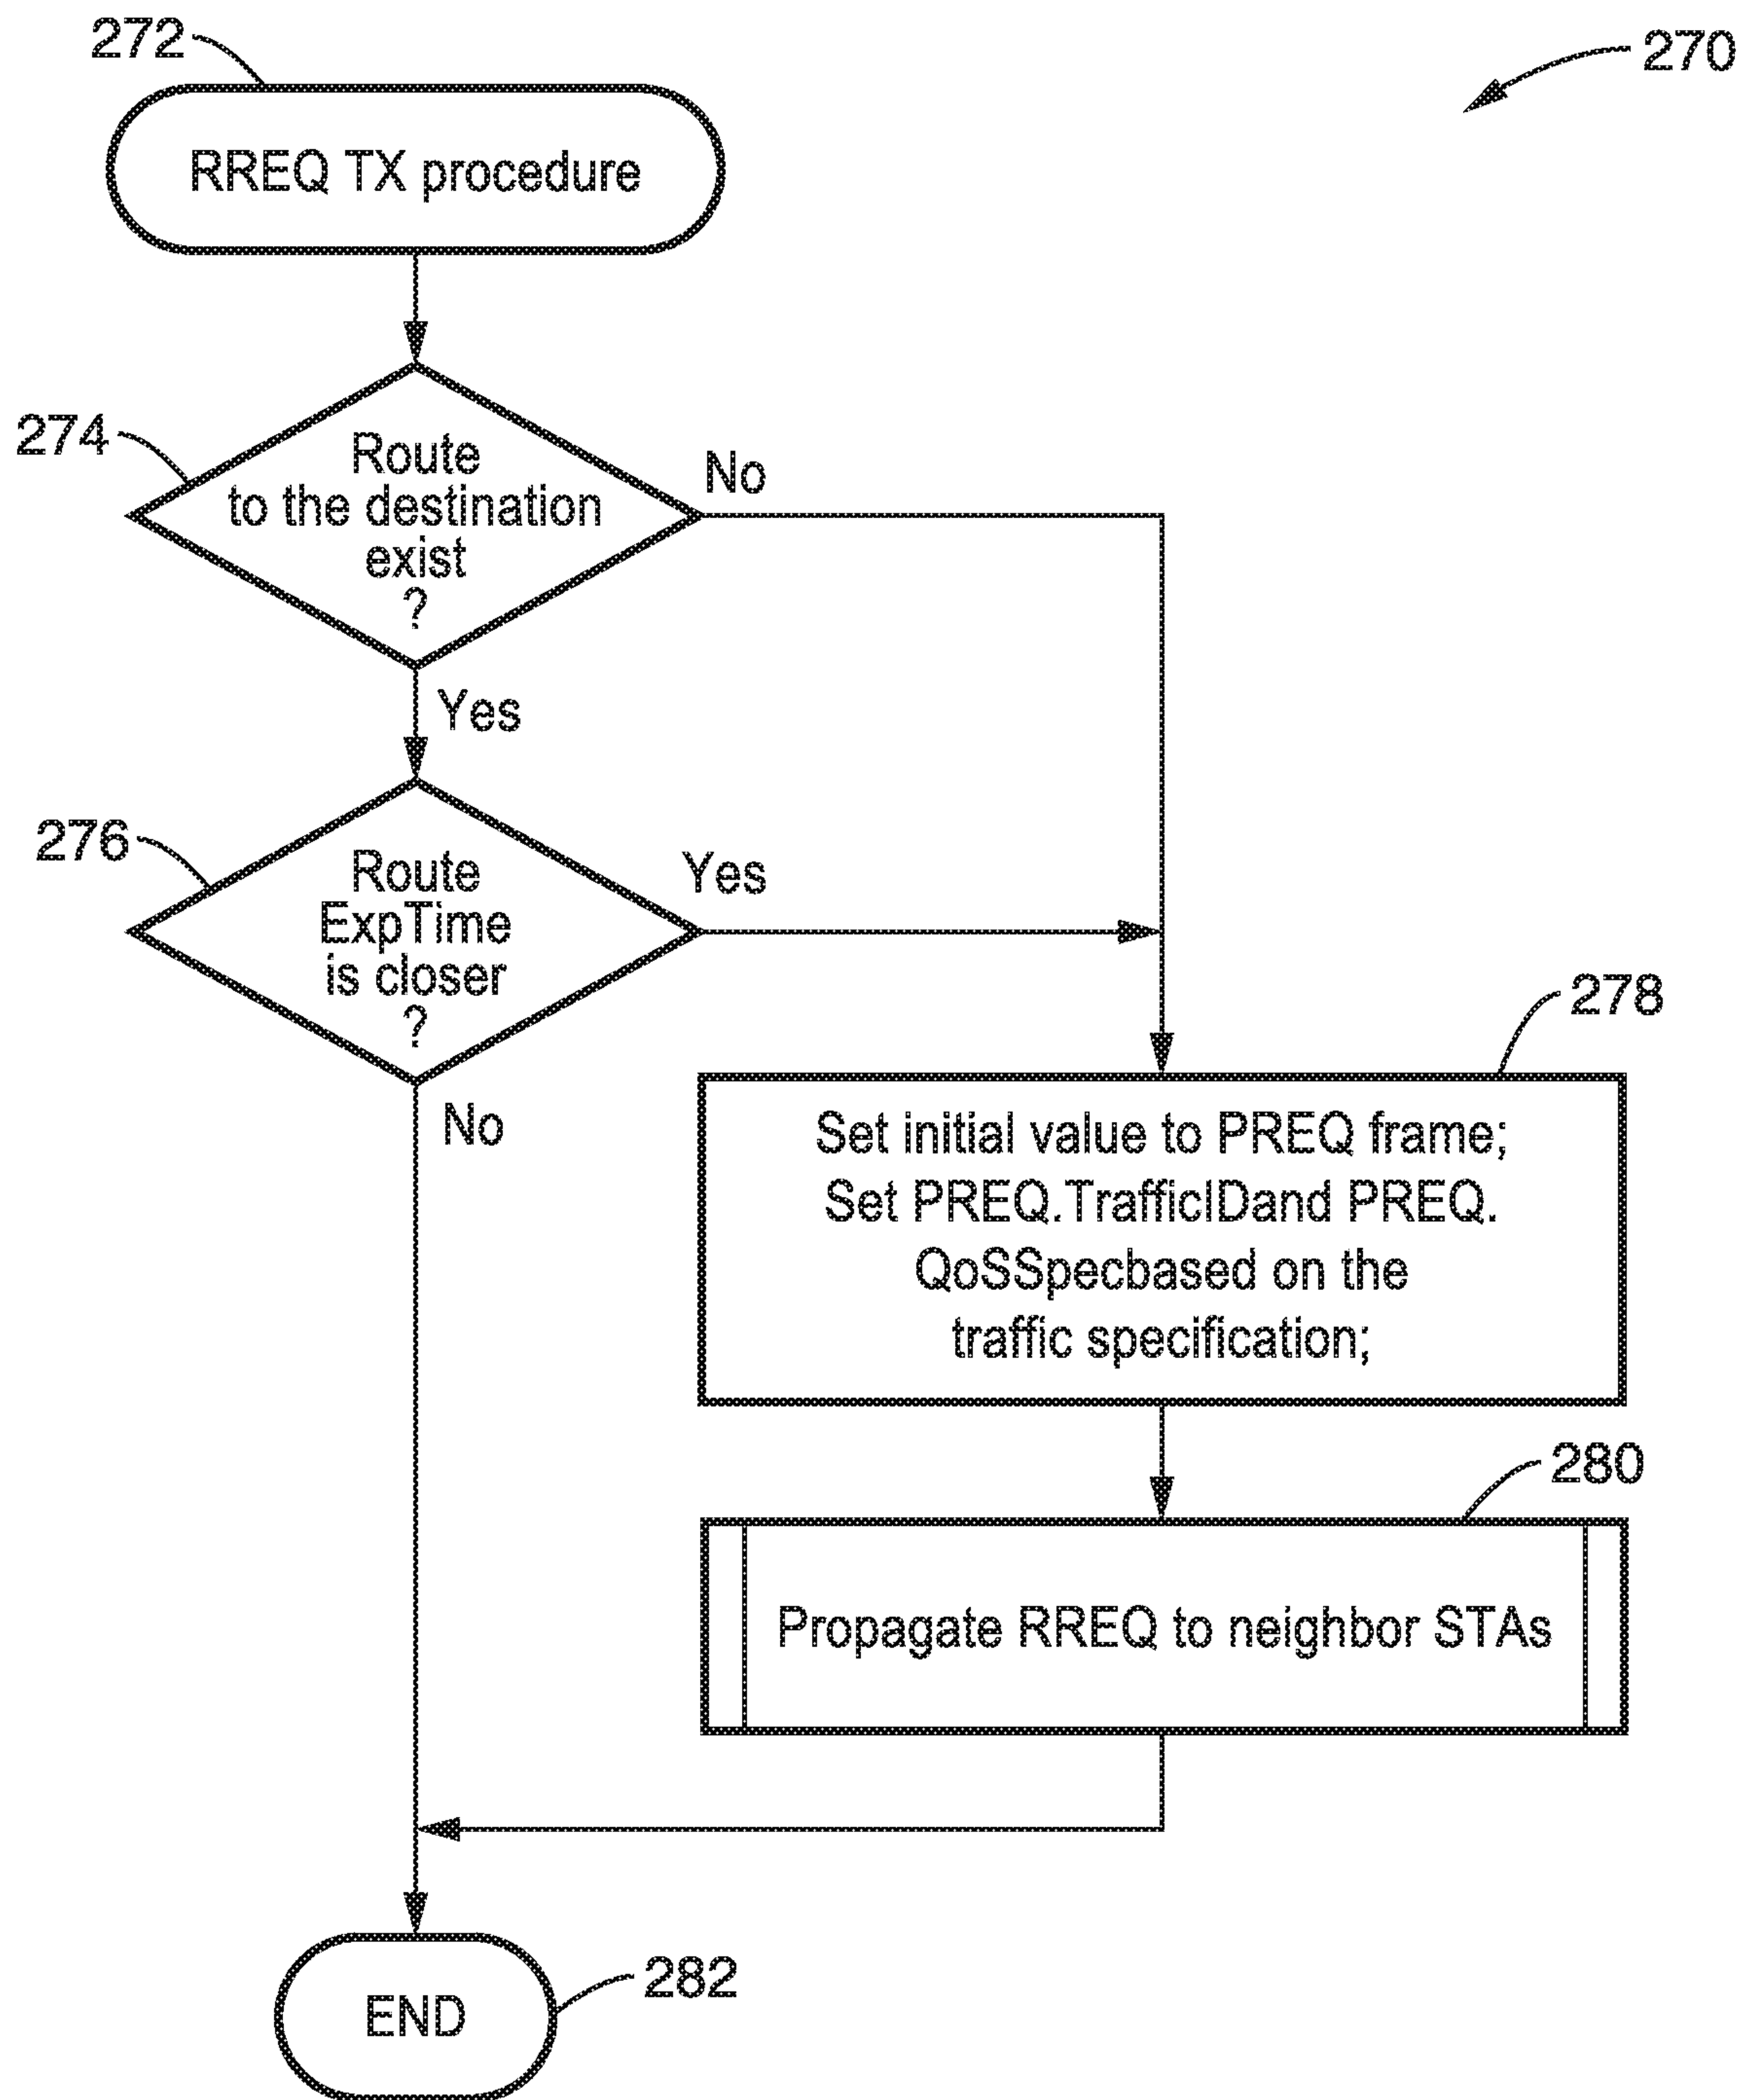 272
270
RREQ TX procedure
274
Route
to the destination
exist
?
No
Yes
276
Route
ExpTime
is closer
?
Yes
No
278
Set initial value to PREQ frame;
Set PREQ.TrafficIDand PREQ.
QoSSpecbased on the
traffic specification;
280
Propagate RREQ to neighbor STAs
END
282